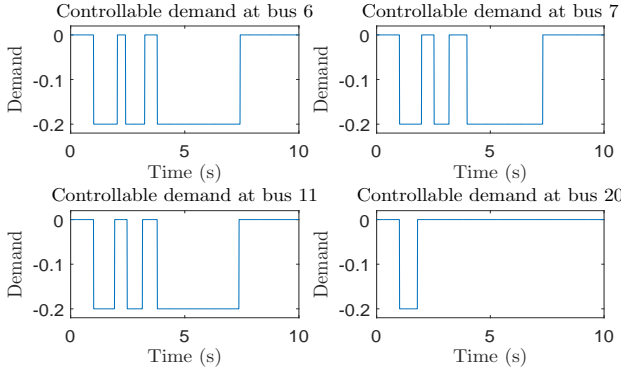 Controllable demand at bus 6
0
-0.1
-0.2
Demand
0
5
10
Time (s)
Controllable demand at bus 7
0
-0.1
-0.2
Demand
0
5
10
Time (s)
Controllable demand at bus 11
0
-0.1
-0.2
Demand
0
5
10
Time (s)
Controllable demand at bus 20
0
-0.1
-0.2
Demand
0
5
10
Time (s)